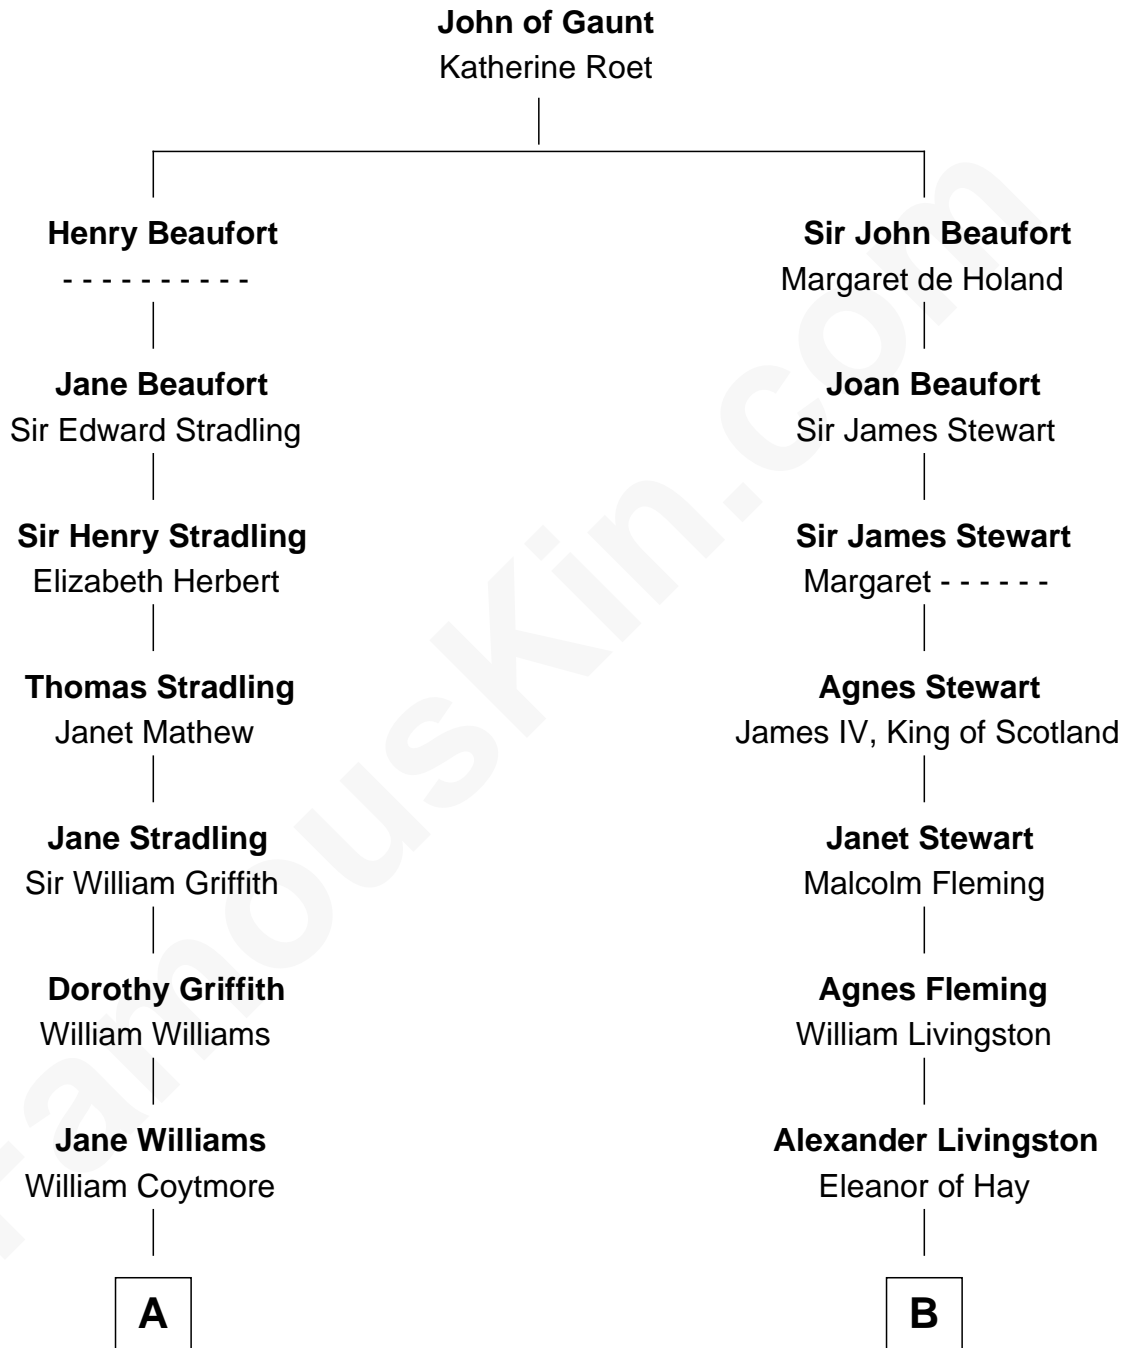 John of Gaunt
Katherine Roet
Henry Beaufort
- - - - - - - - - -
Jane Beaufort
Sir Edward Stradling
Sir Henry Stradling
Elizabeth Herbert
Thomas Stradling
Janet Mathew
Jane Stradling
Sir William Griffith
Dorothy Griffith
William Williams
Jane Williams
William Coytmore
A
Sir John Beaufort
Margaret de Holand
Joan Beaufort
Sir James Stewart
Sir James Stewart
Margaret - - - - - -
Agnes Stewart
James IV, King of Scotland
Janet Stewart
Malcolm Fleming
Agnes Fleming
William Livingston
Alexander Livingston
Eleanor of Hay
B
FamousKin.com